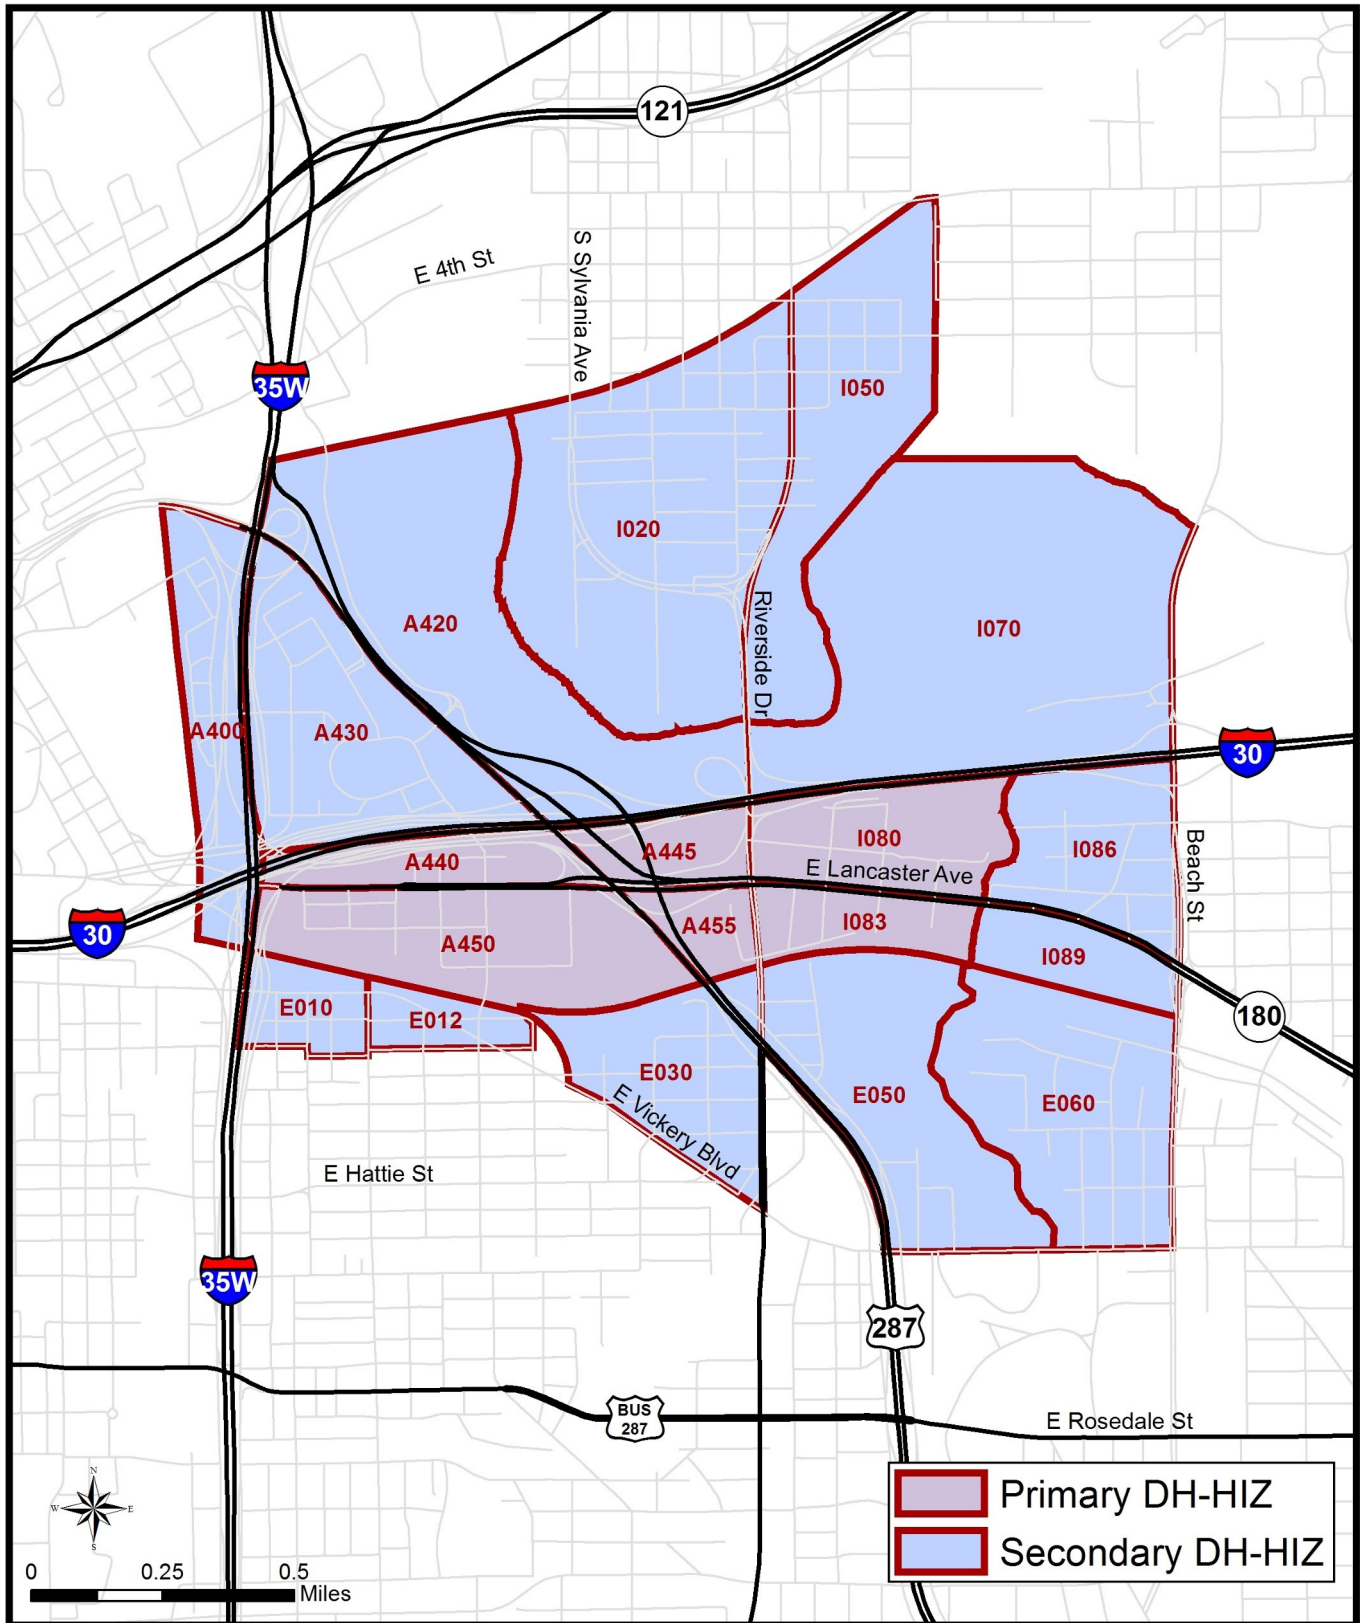 121
E 4th St
S Sylvania Ave
35W
I050
I020
Riverside Dr
A420
I070
A400
A430
30
I080
A445
A440
E Lancaster Ave
I086
Beach St
30
A450
A455
I083
I089
E010
E012
180
E030
E050
E060
E Vickery Blvd
E Hattie St
35W
287
BUS
287
E Rosedale St
N
W
E
S
Primary DH-HIZ
Secondary DH-HIZ
0
0.25
0.5
Miles